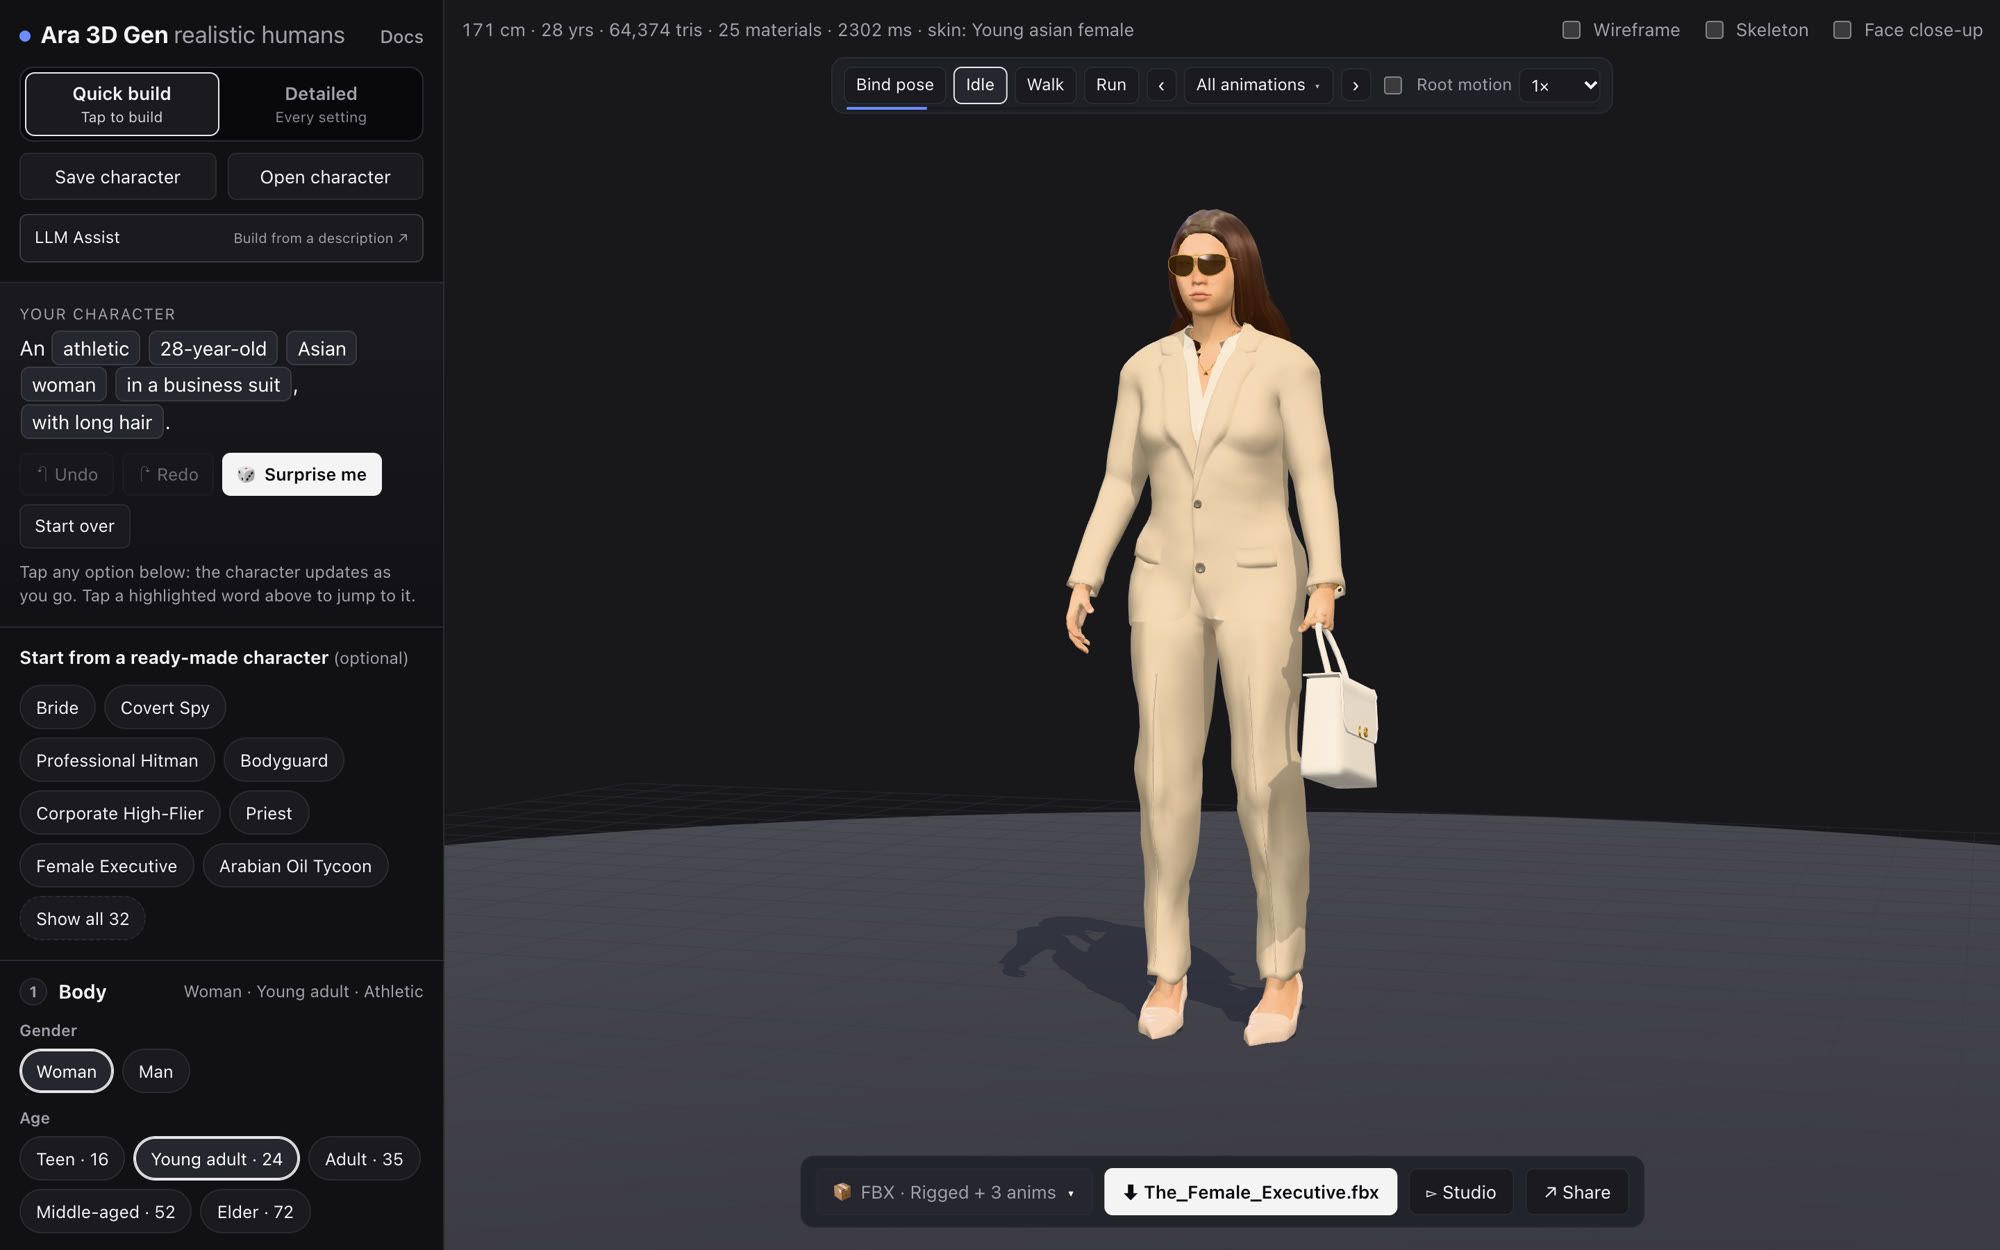 Ara 3D Gen realistic humans Docs
Quick build
Tap to build
Detailed
Every setting
Save character
Open character
LLM Assist
Build from a description ↗
YOUR CHARACTER
An athletic 28-year-old Asian
woman in a business suit,
with long hair.
Undo
Redo
Surprise me
Start over
Tap any option below: the character updates as
you go. Tap a highlighted word above to jump to it.
Start from a ready-made character (optional)
Bride
Covert Spy
Professional Hitman
Bodyguard
Corporate High-Flier
Priest
Female Executive
Arabian Oil Tycoon
Show all 32
1 Body
Woman · Young adult · Athletic
Gender
Woman
Man
Age
Teen · 16
Young adult · 24
Adult · 35
Middle-aged · 52
Elder · 72
171 cm · 28 yrs · 64,374 tris · 25 materials · 2302 ms · skin: Young asian female
Wireframe
Skeleton
Face close-up
Bind pose
Idle
Walk
Run
‹
All animations
›
Root motion
1×
FBX · Rigged + 3 anims
The_Female_Executive.fbx
Studio
↗ Share